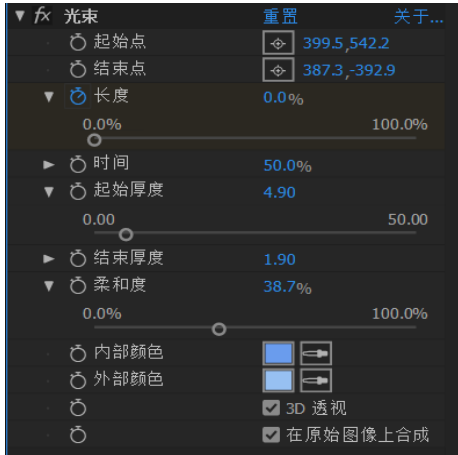 fx 光束 重置 关于...
起始点 399.5,542.2
结束点 387.3,-392.9
长度 0.0%
0.0% 100.0%
时间 50.0%
起始厚度 4.90
0.00 50.00
结束厚度 1.90
柔和度 38.7%
0.0% 100.0%
内部颜色
外部颜色
3D 透视
在原始图像上合成